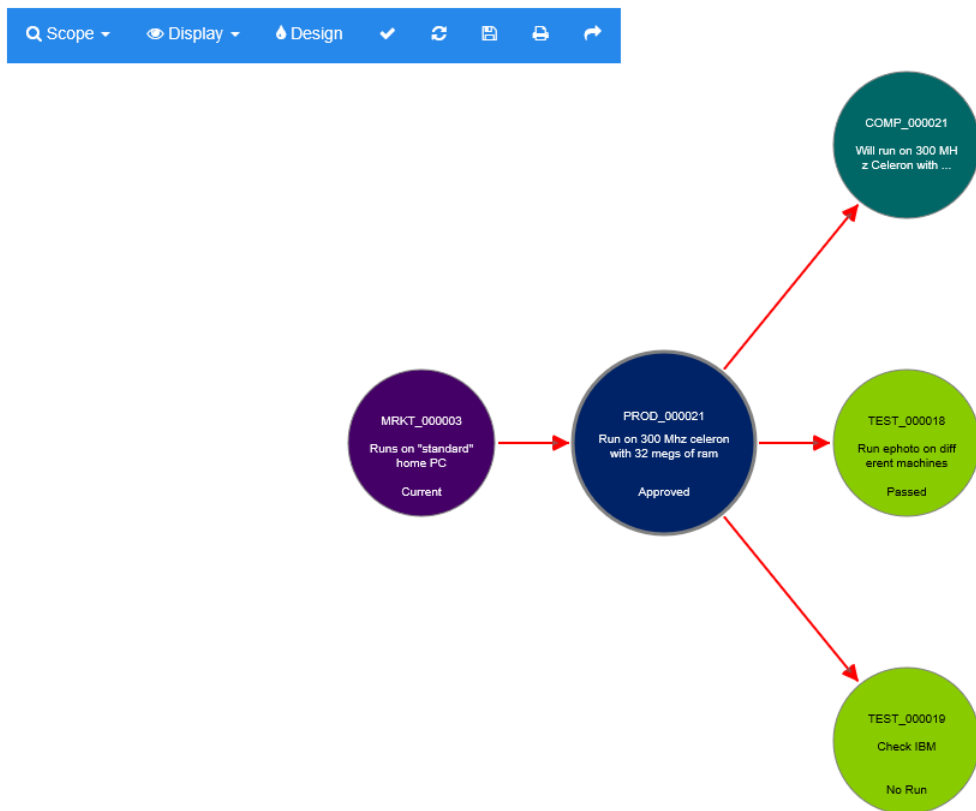 Scope Display Design
COMP_000021
Will run on 300 MH
z Celeron with ...
MRKT_000003
Runs on "standard"
home PC
Current
PROD_000021
Run on 300 Mhz celeron
with 32 megs of ram
Approved
TEST_000018
Run ephoto on diff
erent machines
Passed
TEST_000019
Check IBM
No Run